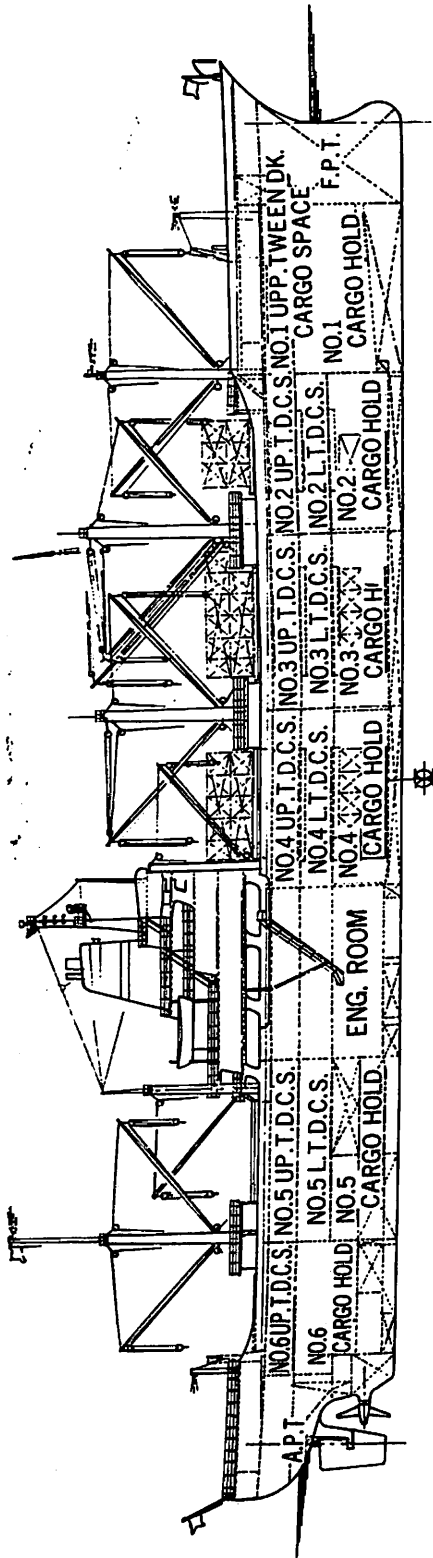 A.P.T.
NO.6 UP.T.D.C.S.
NO.6
CARGO HOLD
NO.5 UP.T.D.C.S.
NO.5 L.T.D.C.S.
NO.5
CARGO HOLD
ENG. ROOM
NO.4 UP T.D.C.S.
NO.4 L.T.D.C.S.
NO.4
CARGO HOLD
NO.3 UP T.D.C.S.
NO.3 L.T.D.C.S.
NO.3
CARGO H
NO.2 UP.T.D.C.S.
NO.2 L.T.D.C.S.
NO.2
CARGO HOLD
NO.1 UPP.TWEEN DK.
CARGO SPACE
NO.1
CARGO HOLD
F.P.T.